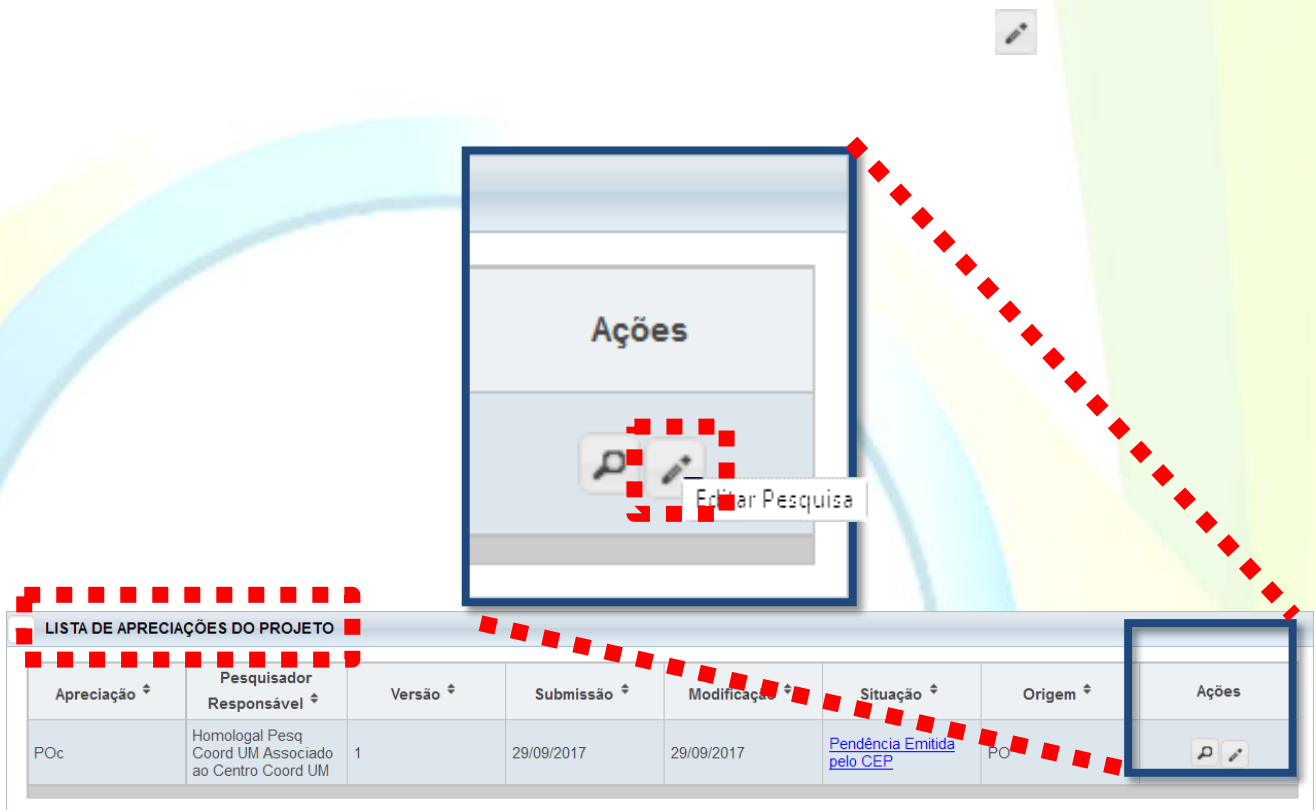 Ações
Editar Pesquisa
LISTA DE APRECIAÇÕES DO PROJETO
Apreciação
Pesquisador
Responsável
Versão
Submissão
Modificação
Situação
Origem
Ações
POc
Homologal Pesq
Coord UM Associado
ao Centro Coord UM
1
29/09/2017
29/09/2017
Pendência Emitida
pelo CEP
PO